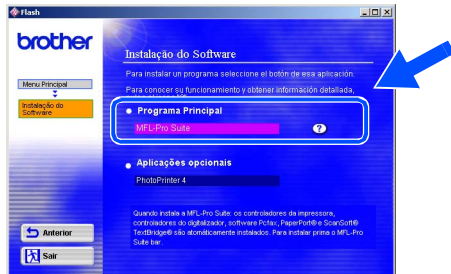 Flash
brother
Instalação do Software
Para instalar un programa seleccione el botón de esa aplicación.
Para conocer su funcionamiento y obtener información detallada,
Menu Principal
Instalação do
Software
Programa Principal
MFL-Pro Suite
?
Aplicações opcionais
PhotoPrinter 4
Quando instala a MFL-Pro Suite, os controladores da impressora,
controladores do digitalizador, software Pcfax, PaperPort® e ScanSoft®
TextBridge® são atomáticamente instalados. Para instalar prima o MFL-Pro
Suite bar.
Anterior
Sair